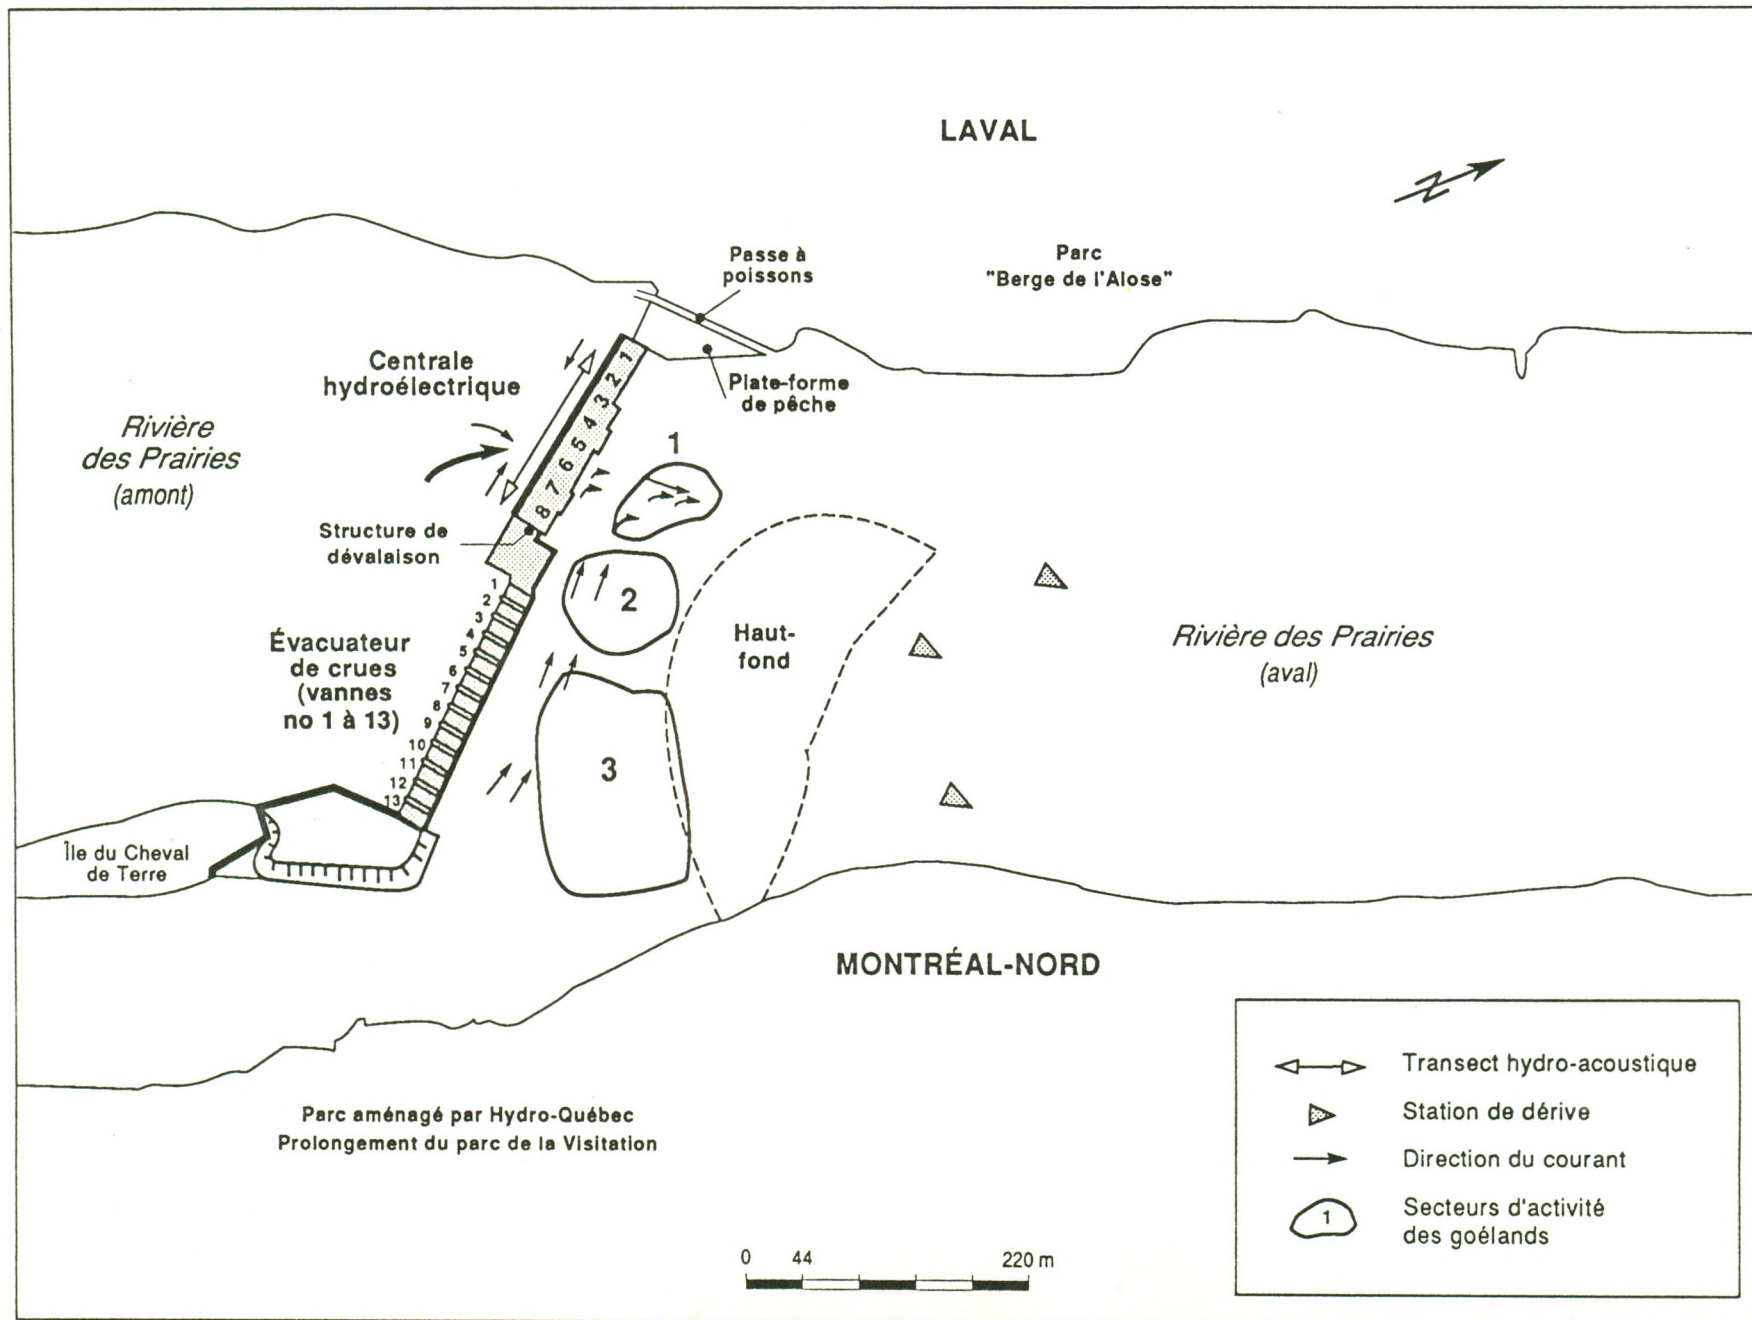 LAVAL
N
Passe à
poissons
Parc
"Berge de l'Alose"
Centrale
hydroélectrique
Plate-forme
de pêche
1
2
3
4
5
6
7
8
Rivière
des Prairies
(amont)
1
Structure de
dévalaison
2
Haut-
fond
Rivière des Prairies
(aval)
Évacuateur
de crues
(vannes
no 1 à 13)
1
2
3
4
5
6
7
8
9
10
11
12
13
3
Île du Cheval
de Terre
MONTRÉAL-NORD
Parc aménagé par Hydro-Québec
Prolongement du parc de la Visitation
Transect hydro-acoustique
Station de dérive
Direction du courant
1
Secteurs d'activité
des goélands
0 44 220 m